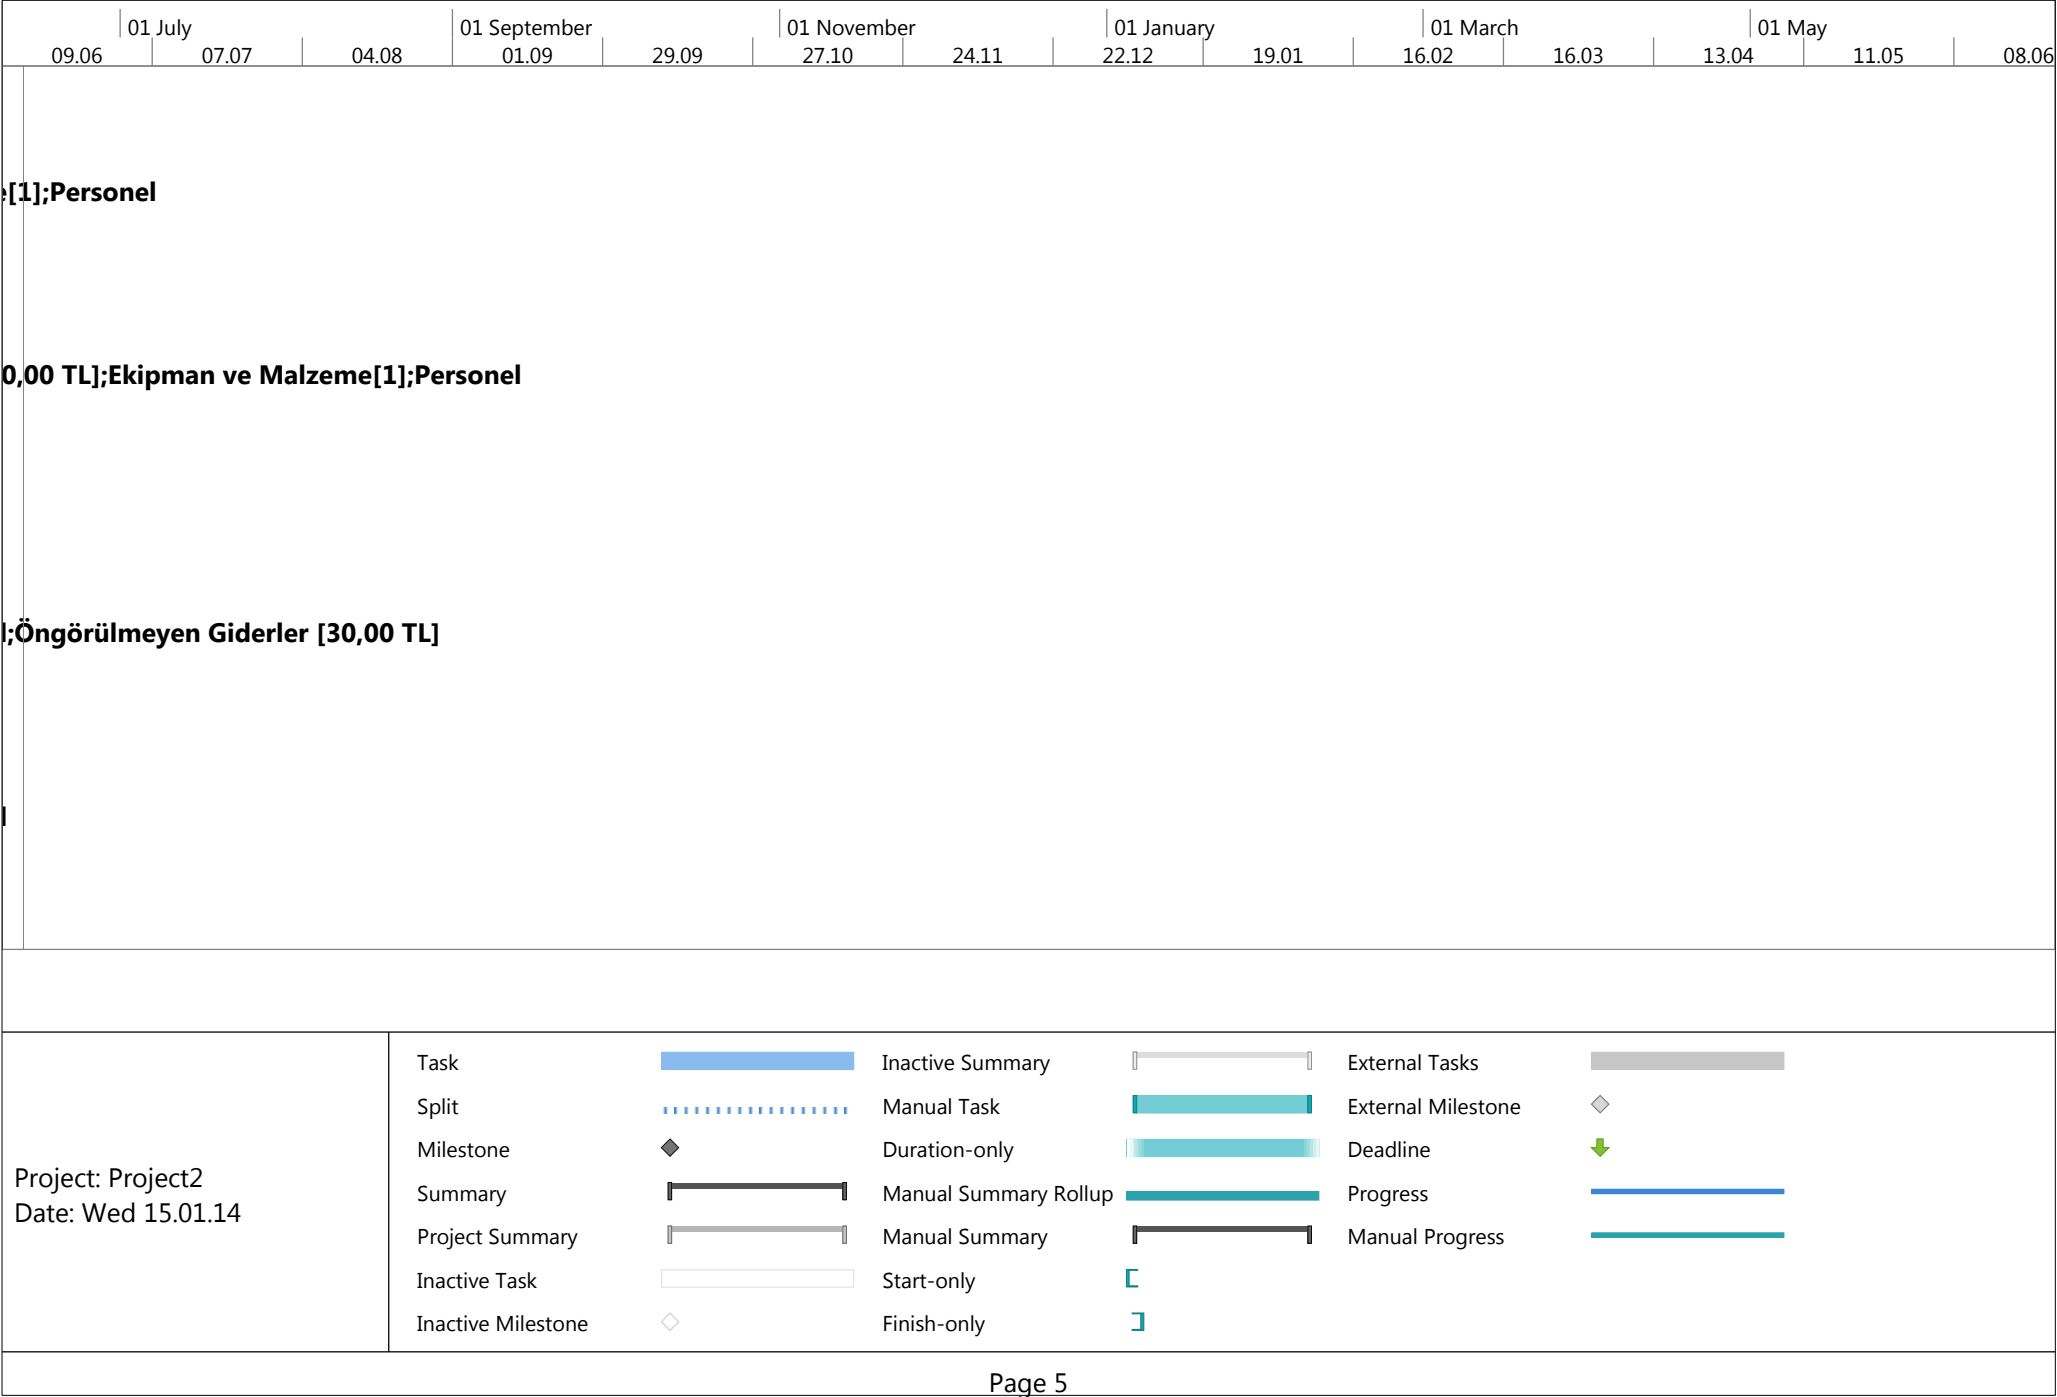 01 July 01 September 01 November 01 January 01 March 01 May
09.06 07.07 04.08 01.09 29.09 27.10 24.11 22.12 19.01 16.02 16.03 13.04 11.05 08.06
[1];Personel
0,00 TL];Ekipman ve Malzeme[1];Personel
;Öngörülmeyen Giderler [30,00 TL]
Project: Project2
Date: Wed 15.01.14
Task
Split
Milestone
Summary
Project Summary
Inactive Task
Inactive Milestone
Inactive Summary
Manual Task
Duration-only
Manual Summary Rollup
Manual Summary
Start-only
Finish-only
External Tasks
External Milestone
Deadline
Progress
Manual Progress
Page 5